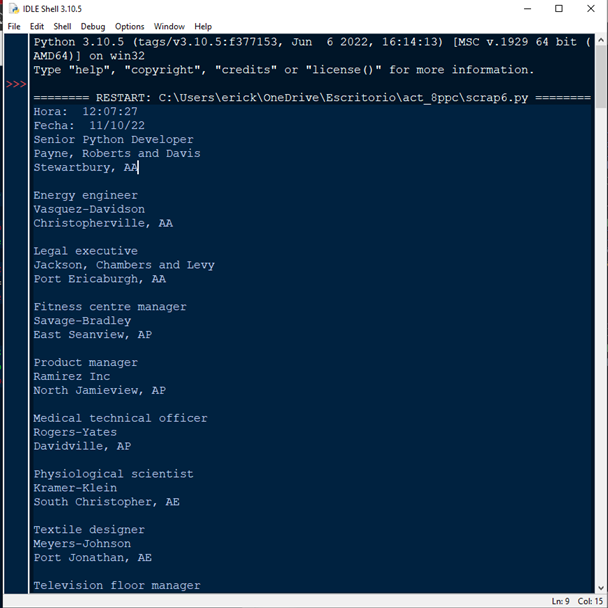 IDLE Shell 3.10.5
File Edit Shell Debug Options Window Help
Python 3.10.5 (tags/v3.10.5:f377153, Jun  6 2022, 16:14:13) [MSC v.1929 64 bit (
AMD64)] on win32
Type "help", "copyright", "credits" or "license()" for more information.
>>>
======== RESTART: C:\Users\erick\OneDrive\Escritorio\act_8ppc\scrap6.py ========
Hora:  12:07:27
Fecha:  11/10/22
Senior Python Developer
Payne, Roberts and Davis
Stewartbury, AA
Energy engineer
Vasquez-Davidson
Christopherville, AA
Legal executive
Jackson, Chambers and Levy
Port Ericaburgh, AA
Fitness centre manager
Savage-Bradley
East Seanview, AP
Product manager
Ramirez Inc
North Jamieview, AP
Medical technical officer
Rogers-Yates
Davidville, AP
Physiological scientist
Kramer-Klein
South Christopher, AE
Textile designer
Meyers-Johnson
Port Jonathan, AE
Television floor manager
Ln: 9 Col: 15